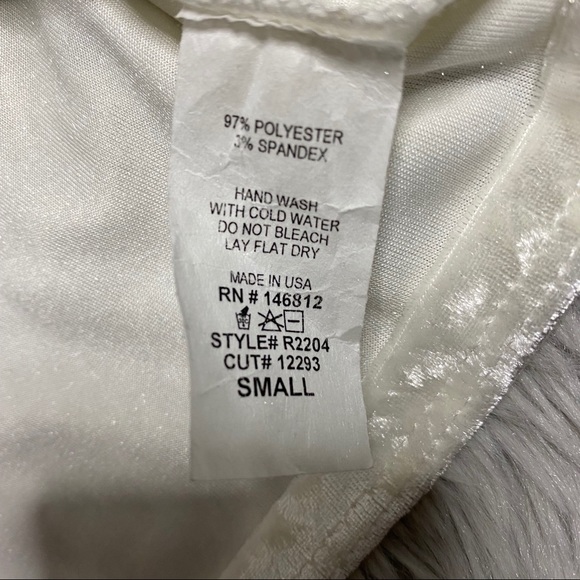 97% POLYESTER
3% SPANDEX
HAND WASH
WITH COLD WATER
DO NOT BLEACH
LAY FLAT DRY
MADE IN USA
RN # 146812
STYLE# R2204
CUT# 12293
SMALL